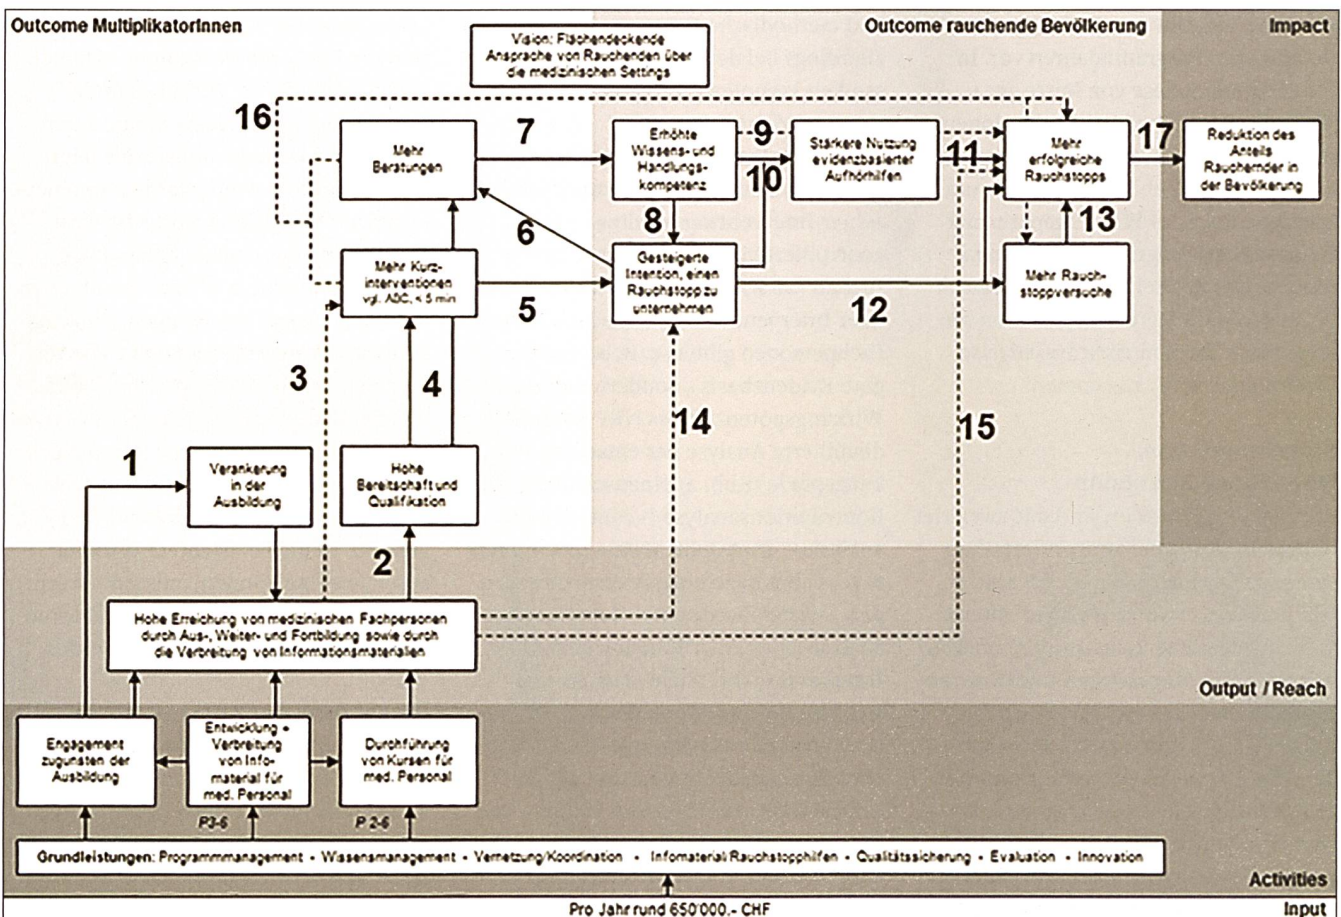 Outcome MultiplikatorInnen
Vision: Flächendeckende
Ansprache von Rauchenden über
die medizinischen Settings
Outcome rauchende Bevölkerung
Impact
16
Mehr
Beratungen
7
Erhöhte
Wissens- und
Handlungs-
kompetenz
9
10
Stärkere Nutzung
evidenzbasierter
Aufhörhilfen
11
Mehr
erfolgreiche
Rauchstopps
17
Reduktion des
Anteils
Rauchender in
der Bevölkerung
6
8
13
Mehr Kurz-
interventionen
vgl. ABC, < 5 min
5
Gesteigerte
Intention, einen
Rauchstopp zu
unternehmen
12
Mehr Rauch-
stoppversuche
3
4
14
15
1
Verankerung
in der
Ausbildung
Hohe
Bereitschaft und
Qualifikation
2
Hohe Erreichung von medizinischen Fachpersonen
durch Aus-, Weiter- und Fortbildung sowie durch
die Verbreitung von Informationsmaterialien
Output / Reach
Engagement
zugunsten der
Ausbildung
Entwicklung +
Verbreitung
von Info-
material für
med. Personal
Durchführung
von Kursen für
med. Personal
P3-6
P 2-6
Grundleistungen: Programmmanagement - Wissensmanagement - Vernetzung/Koordination - Infomaterial/Rauchstopphilfen - Qualitätssicherung - Evaluation - Innovation
Activities
Pro Jahr rund 650'000.- CHF
Input